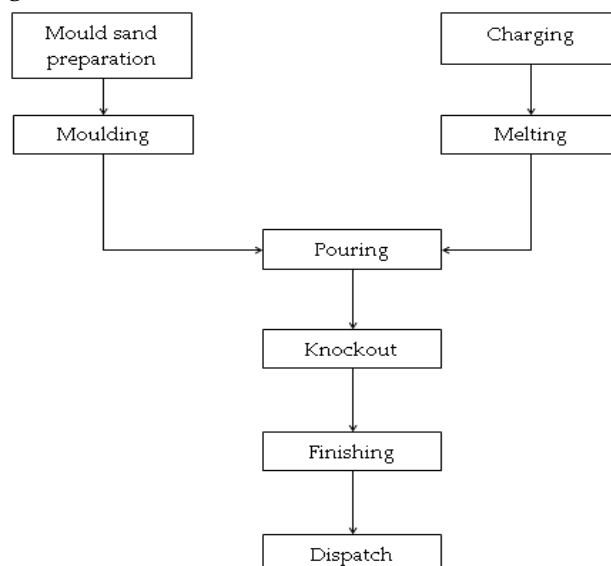 Mould sand
preparation
Charging
Moulding
Melting
Pouring
Knockout
Finishing
Dispatch